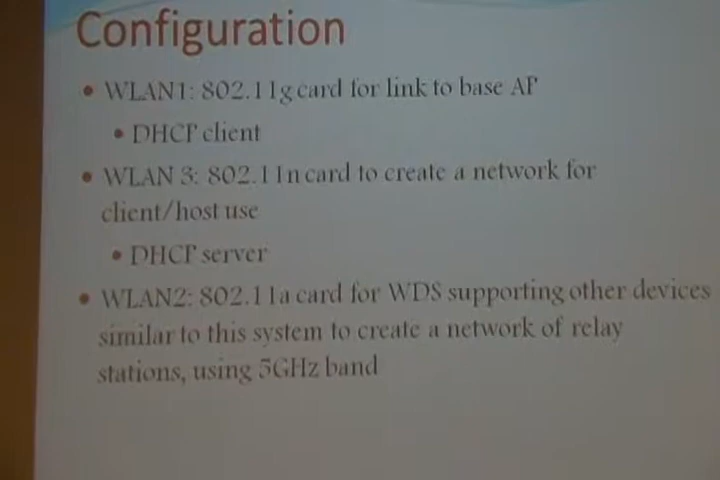 Configuration
• WLAN1: 802.11g card for link to base AP
• DHCP client
• WLAN 3: 802.11n card to create a network for
client/host use
• DHCP server
• WLAN2: 802.11a card for WDS supporting other devices
similar to this system to create a network of relay
stations, using 5GHz band